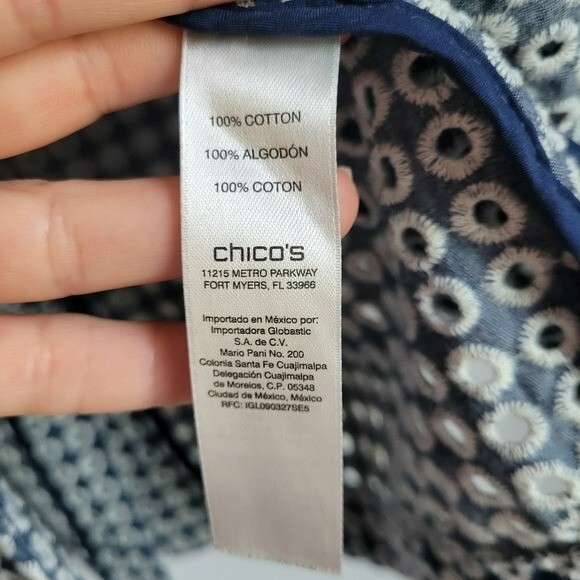 100% COTTON
100% ALGODÓN
100% COTON
chico's
11215 METRO PARKWAY
FORT MYERS, FL 33966
Importado en México por:
Importadora Globastic
S.A. de C.V.
Mario Pani No. 200
Colonia Santa Fe Cuajimalpa
Delegación Cuajimalpa
de Morelos, C.P. 05348
Ciudad de México, México
RFC: IGL090327SE5